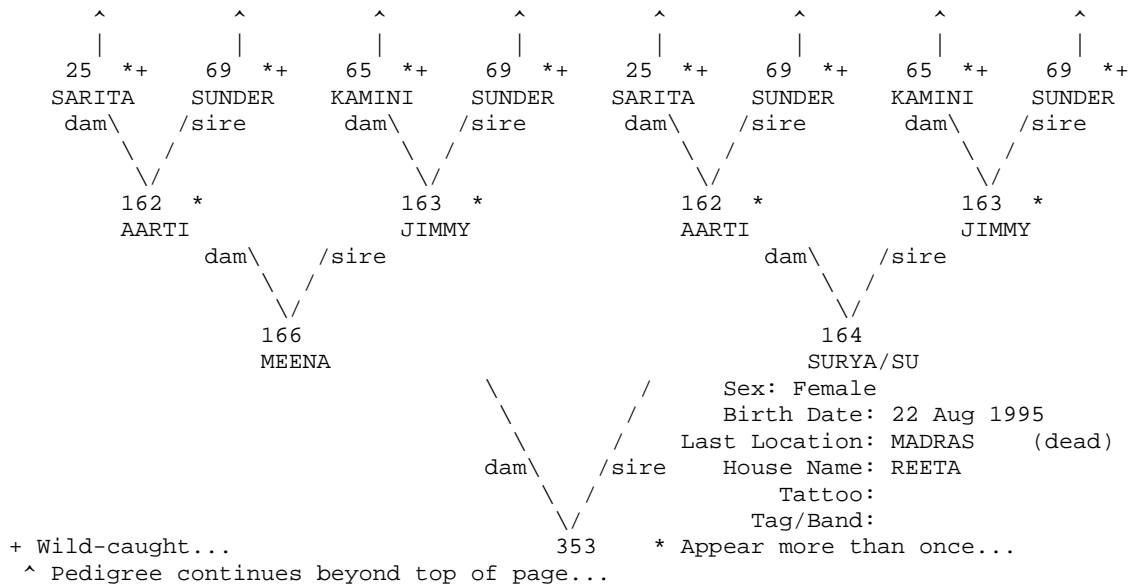 ^ ^ ^ ^ ^ ^ ^ ^
| | | | | | | |
25 *+ 69 *+ 65 *+ 69 *+ 25 *+ 69 *+ 65 *+ 69 *+
SARITA SUNDER KAMINI SUNDER SARITA SUNDER KAMINI SUNDER
dam\ /sire dam\ /sire dam\ /sire dam\ /sire
\ / \ / \ / \ /
\/ \/ \/ \/
162 * 163 * 162 * 163 *
AARTI JIMMY AARTI JIMMY
dam\ /sire dam\ /sire
\ / \ /
\/ \/
166 164
MEENA SURYA/SU
\ / Sex: Female
\ / Birth Date: 22 Aug 1995
\ / Last Location: MADRAS (dead)
dam\ /sire House Name: REETA
\ / Tattoo:
\/ Tag/Band:
+ Wild-caught... 353 * Appear more than once...
^ Pedigree continues beyond top of page...